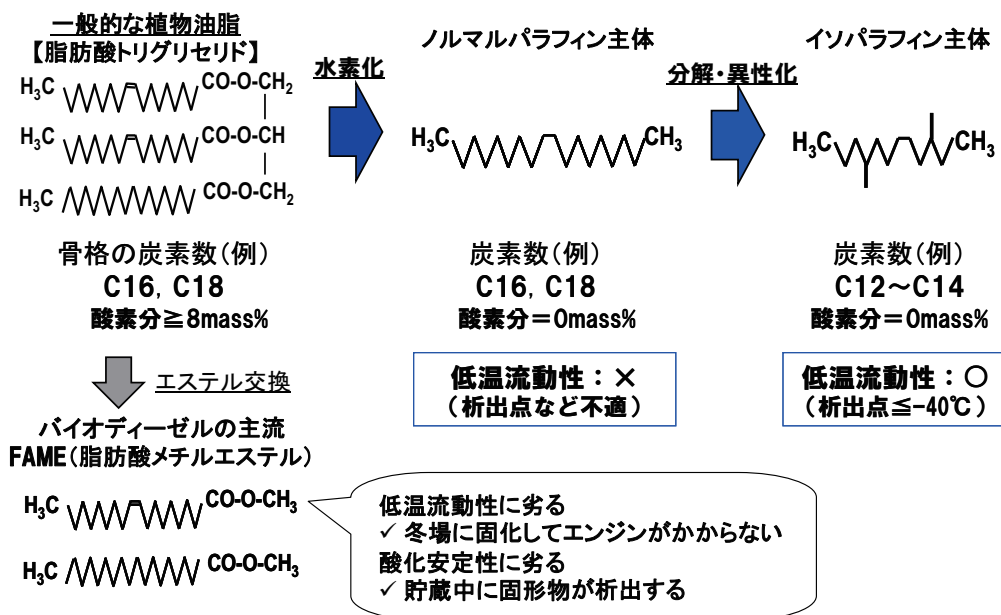 一般的な植物油脂
【脂肪酸トリグリセリド】
H3C CO-O-CH2
H3C CO-O-CH
H3C CO-O-CH2
骨格の炭素数(例)
C16, C18
酸素分≧8mass%
水素化
ノルマルパラフィン主体
H3C CH3
炭素数(例)
C16, C18
酸素分=0mass%
低温流動性:×
(析出点など不適)
分解・異性化
イソパラフィン主体
H3C CH3
炭素数(例)
C12～C14
酸素分=0mass%
低温流動性:○
(析出点≦-40℃)
エステル交換
バイオディーゼルの主流
FAME(脂肪酸メチルエステル)
H3C CO-O-CH3
H3C CO-O-CH3
低温流動性に劣る
✓ 冬場に固化してエンジンがかからない
酸化安定性に劣る
✓ 貯蔵中に固形物が析出する